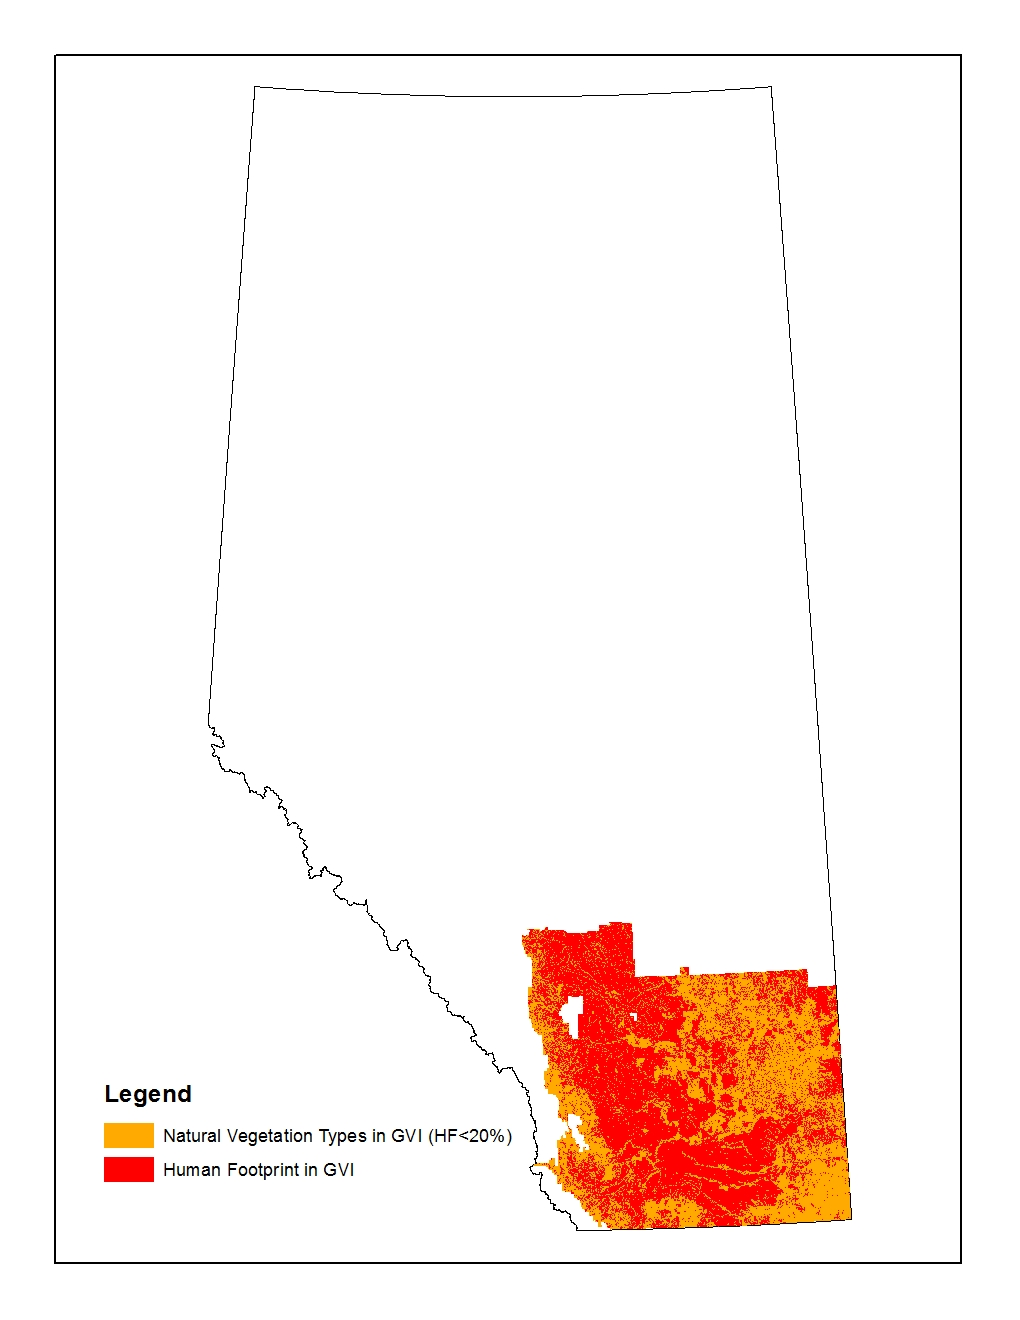 Legend
Natural Vegetation Types in GVI (HF<20%)
Human Footprint in GVI